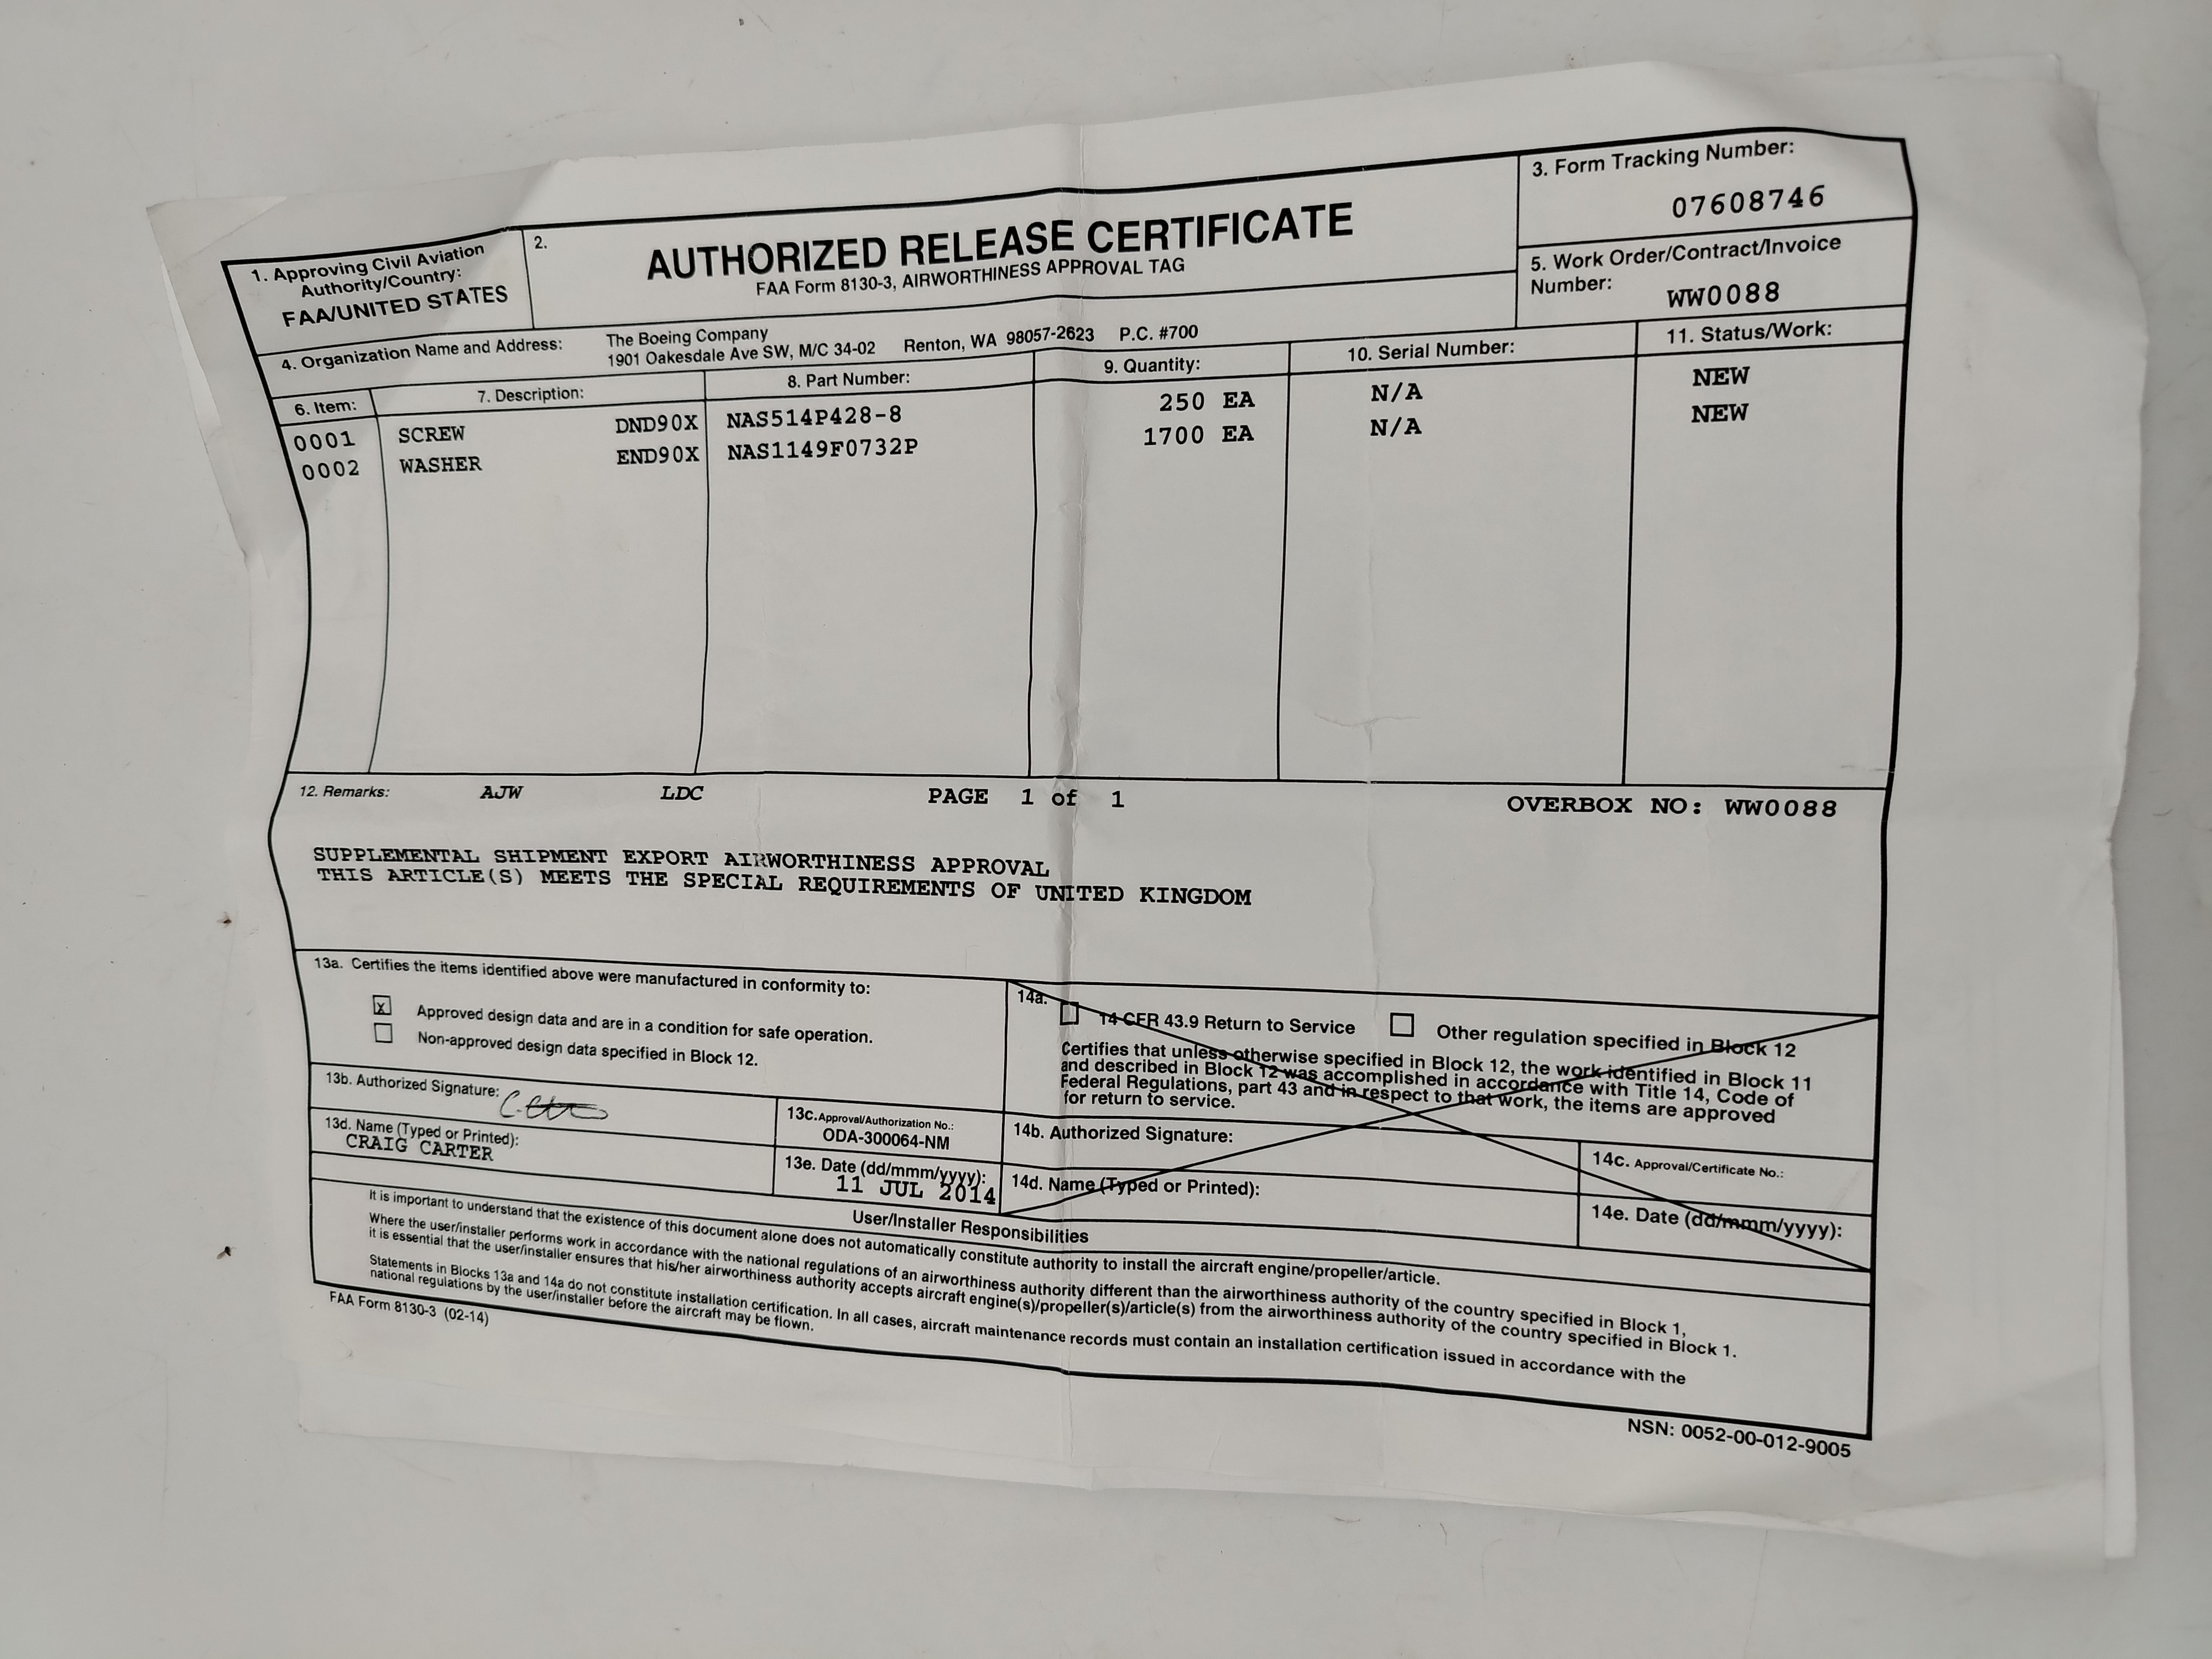 1. Approving Civil Aviation
Authority/Country:
FAA/UNITED STATES
2.
AUTHORIZED RELEASE CERTIFICATE
FAA Form 8130-3, AIRWORTHINESS APPROVAL TAG
3. Form Tracking Number:
07608746
4. Organization Name and Address:
The Boeing Company
1901 Oakesdale Ave SW, M/C 34-02 Renton, WA 98057-2623 P.C. #700
5. Work Order/Contract/Invoice
Number:
WW0088
6. Item: 7. Description: 8. Part Number: 9. Quantity: 10. Serial Number: 11. Status/Work:
0001 SCREW DND90X NAS514P428-8 250 EA N/A NEW
0002 WASHER END90X NAS1149F0732P 1700 EA N/A NEW
12. Remarks: AJW LDC PAGE 1 of 1 OVERBOX NO: WW0088
SUPPLEMENTAL SHIPMENT EXPORT AIRWORTHINESS APPROVAL
THIS ARTICLE(S) MEETS THE SPECIAL REQUIREMENTS OF UNITED KINGDOM
13a. Certifies the items identified above were manufactured in conformity to:
x Approved design data and are in a condition for safe operation.
Non-approved design data specified in Block 12.
13b. Authorized Signature:
13c. Approval/Authorization No.:
ODA-300064-NM
13d. Name (Typed or Printed):
CRAIG CARTER
13e. Date (dd/mmm/yyyy):
11 JUL 2014
14a.
14 CFR 43.9 Return to Service Other regulation specified in Block 12
Certifies that unless otherwise specified in Block 12, the work identified in Block 11
and described in Block 12 was accomplished in accordance with Title 14, Code of
Federal Regulations, part 43 and in respect to that work, the items are approved
for return to service.
14b. Authorized Signature:
14c. Approval/Certificate No.:
14d. Name (Typed or Printed):
14e. Date (dd/mmm/yyyy):
User/Installer Responsibilities
It is important to understand that the existence of this document alone does not automatically constitute authority to install the aircraft engine/propeller/article.
Where the user/installer performs work in accordance with the national regulations of an airworthiness authority different than the airworthiness authority of the country specified in Block 1,
it is essential that the user/installer ensures that his/her airworthiness authority accepts aircraft engine(s)/propeller(s)/article(s) from the airworthiness authority of the country specified in Block 1.
Statements in Blocks 13a and 14a do not constitute installation certification. In all cases, aircraft maintenance records must contain an installation certification issued in accordance with the
national regulations by the user/installer before the aircraft may be flown.
FAA Form 8130-3 (02-14)
NSN: 0052-00-012-9005